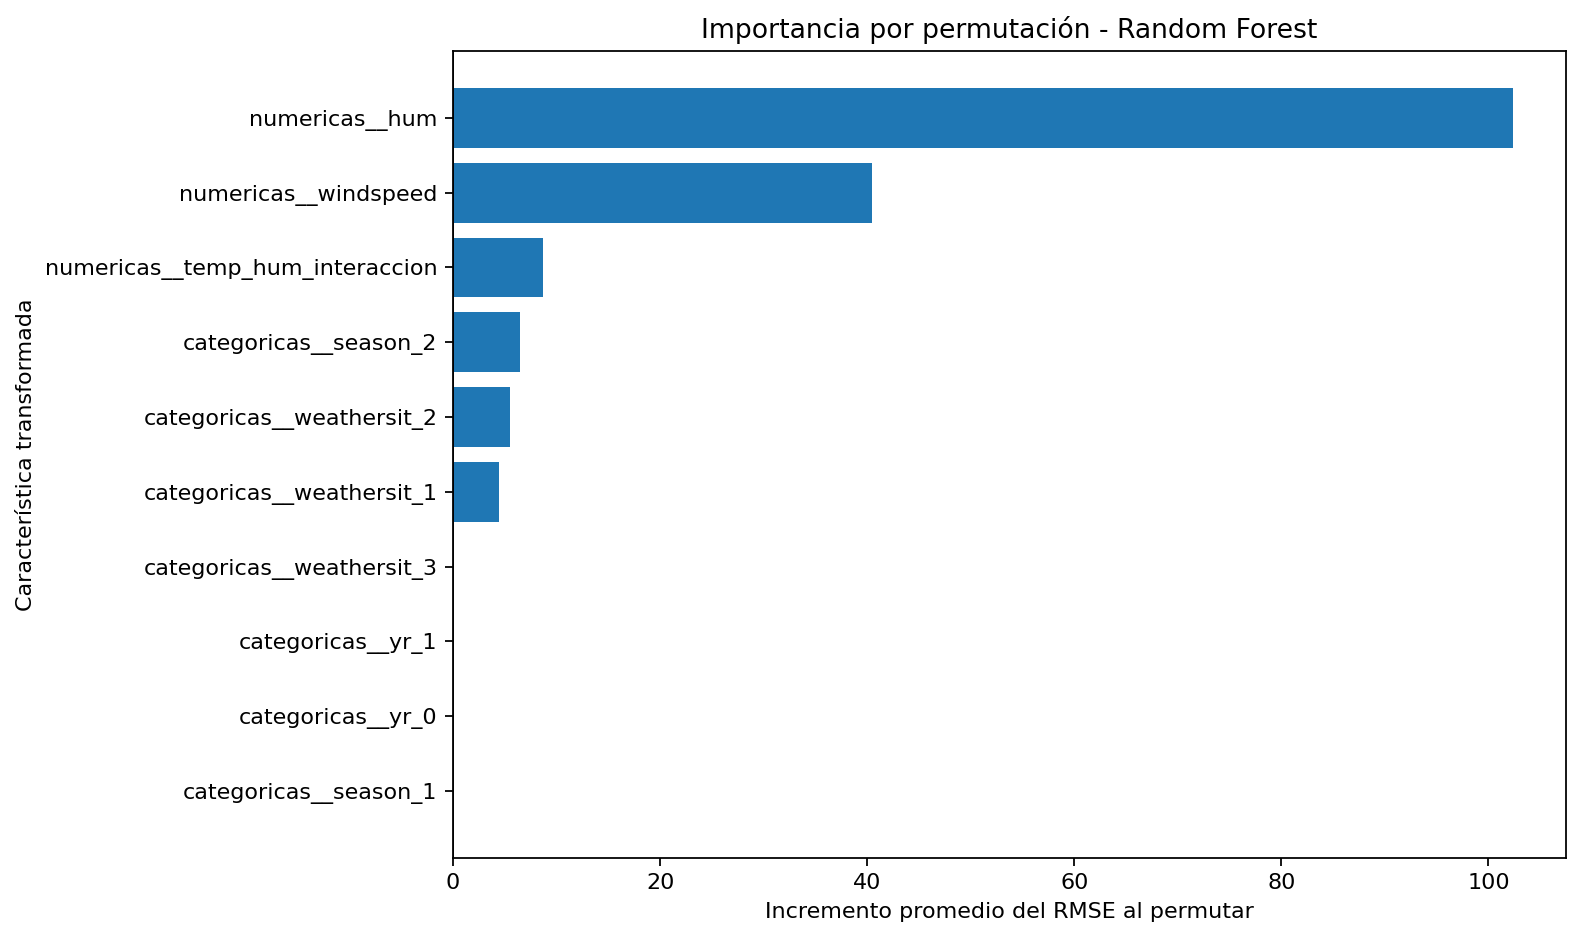 Importancia por permutación - Random Forest
Característica transformada
numericas__hum
numericas__windspeed
numericas__temp_hum_interaccion
categoricas__season_2
categoricas__weathersit_2
categoricas__weathersit_1
categoricas__weathersit_3
categoricas__yr_1
categoricas__yr_0
categoricas__season_1
0 20 40 60 80 100
Incremento promedio del RMSE al permutar